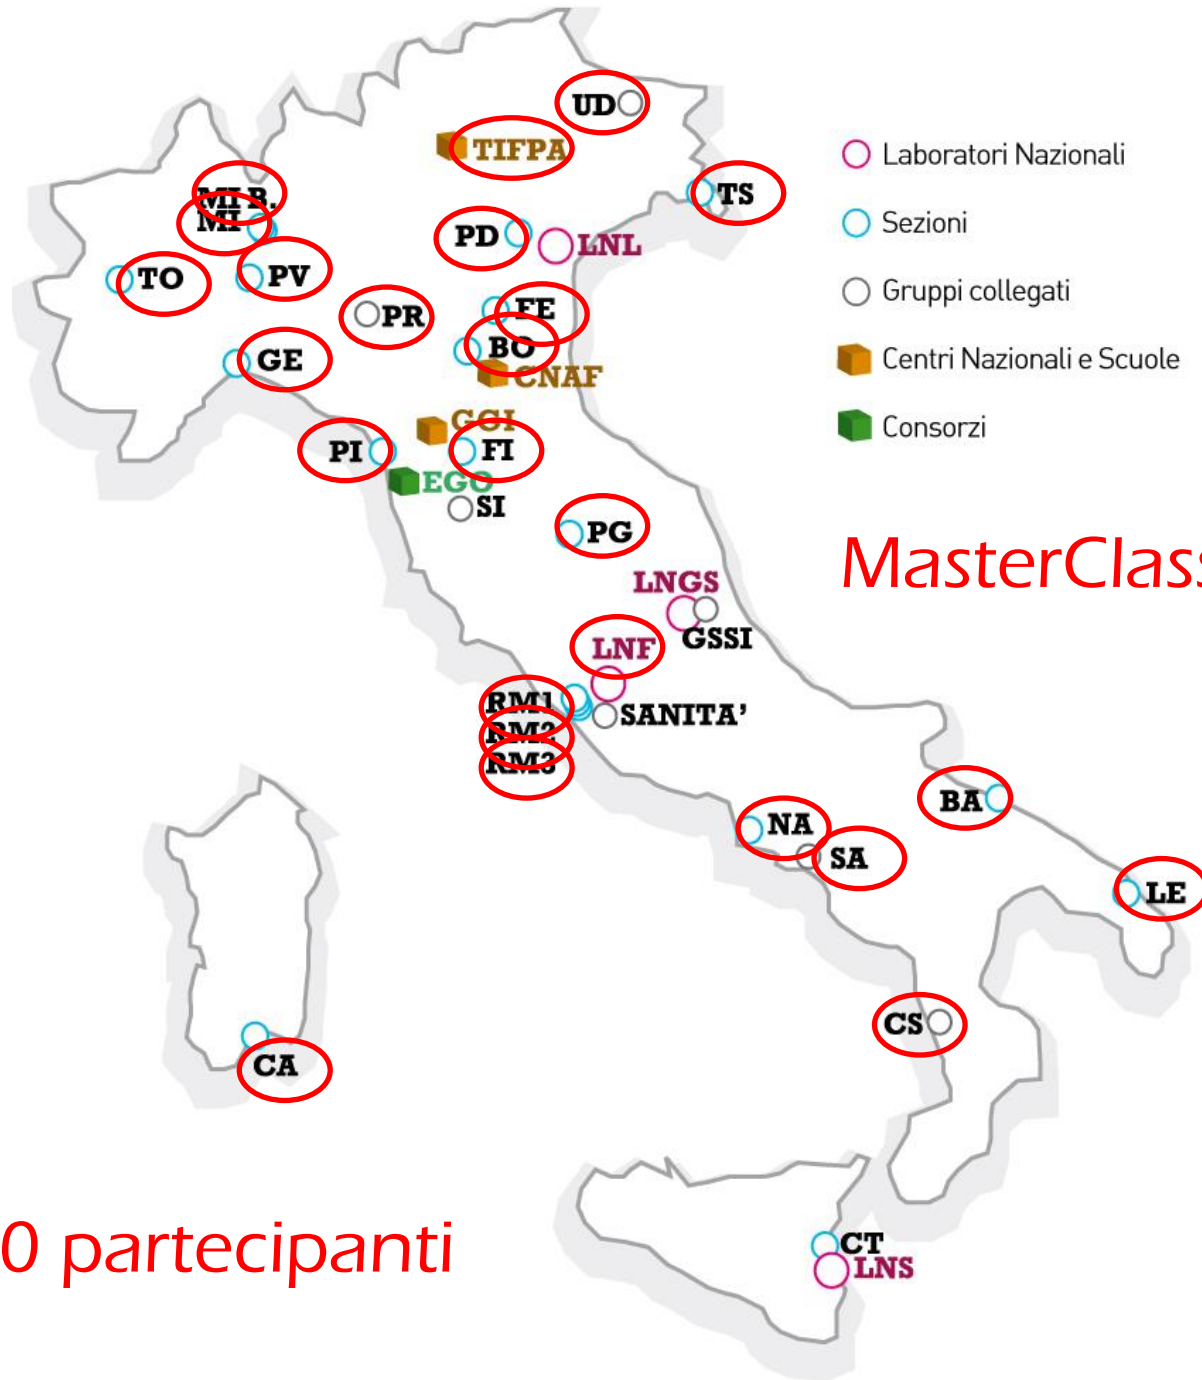 UD
TIFPA
Laboratori Nazionali
MI B.
TS
MI
Sezioni
PD
LNL
TO
PV
Gruppi collegati
PR
FE
BO
GE
Centri Nazionali e Scuole
CNAF
GGI
Consorzi
PI
FI
EGO
SI
PG
MasterClass
LNGS
GSSI
LNF
RM1
SANITA’
RM2
RM3
BA
NA
SA
LE
CS
CA
0 partecipanti
CT
LNS